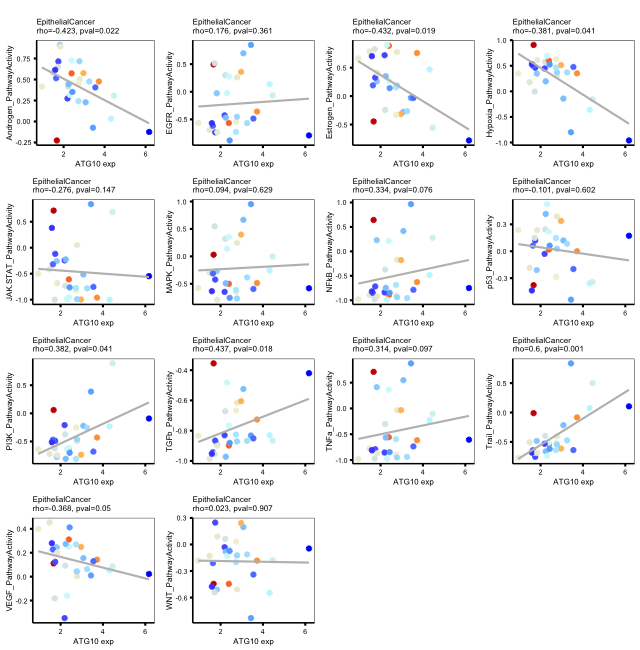 EpithelialCancer
rho=-0.423, pval=0.022
Androgen_PathwayActivity
0.75
0.50
0.25
0.00
-0.25
2
4
6
ATG10 exp
EpithelialCancer
rho=0.176, pval=0.361
EGFR_PathwayActivity
0.5
0.0
-0.5
2
4
6
ATG10 exp
EpithelialCancer
rho=-0.432, pval=0.019
Estrogen_PathwayActivity
0.5
0.0
-0.5
2
4
6
ATG10 exp
EpithelialCancer
rho=-0.381, pval=0.041
Hypoxia_PathwayActivity
1.0
0.5
0.0
-0.5
-1.0
2
4
6
ATG10 exp
EpithelialCancer
rho=-0.276, pval=0.147
JAK.STAT_PathwayActivity
0.5
0.0
-0.5
-1.0
2
4
6
ATG10 exp
EpithelialCancer
rho=0.094, pval=0.629
MAPK_PathwayActivity
1.0
0.5
0.0
-0.5
2
4
6
ATG10 exp
EpithelialCancer
rho=0.334, pval=0.076
NFkB_PathwayActivity
1.0
0.5
0.0
-0.5
-1.0
2
4
6
ATG10 exp
EpithelialCancer
rho=-0.101, pval=0.602
p53_PathwayActivity
0.3
0.0
-0.3
2
4
6
ATG10 exp
EpithelialCancer
rho=0.382, pval=0.041
PI3K_PathwayActivity
0.5
0.0
-0.5
2
4
6
ATG10 exp
EpithelialCancer
rho=0.437, pval=0.018
TGFb_PathwayActivity
-0.4
-0.6
-0.8
-1.0
2
4
6
ATG10 exp
EpithelialCancer
rho=0.314, pval=0.097
TNFa_PathwayActivity
0.5
0.0
-0.5
-1.0
2
4
6
ATG10 exp
EpithelialCancer
rho=0.6, pval=0.001
Trail_PathwayActivity
0.5
0.0
-0.5
2
4
6
ATG10 exp
EpithelialCancer
rho=-0.368, pval=0.05
VEGF_PathwayActivity
0.4
0.2
0.0
-0.2
2
4
6
ATG10 exp
EpithelialCancer
rho=0.023, pval=0.907
WNT_PathwayActivity
0.3
0.0
-0.3
-0.6
2
4
6
ATG10 exp